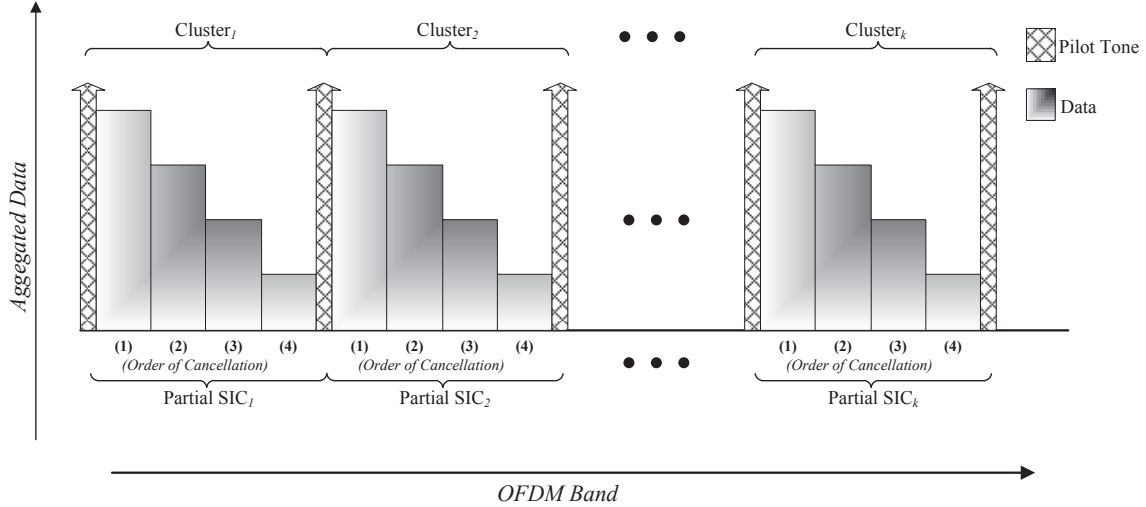 Cluster1
Cluster2
Clusterk
Pilot Tone
Data
Aggegated Data
(1) (2) (3) (4)
(Order of Cancellation)
Partial SIC1
(1) (2) (3) (4)
(Order of Cancellation)
Partial SIC2
(1) (2) (3) (4)
(Order of Cancellation)
Partial SICk
OFDM Band